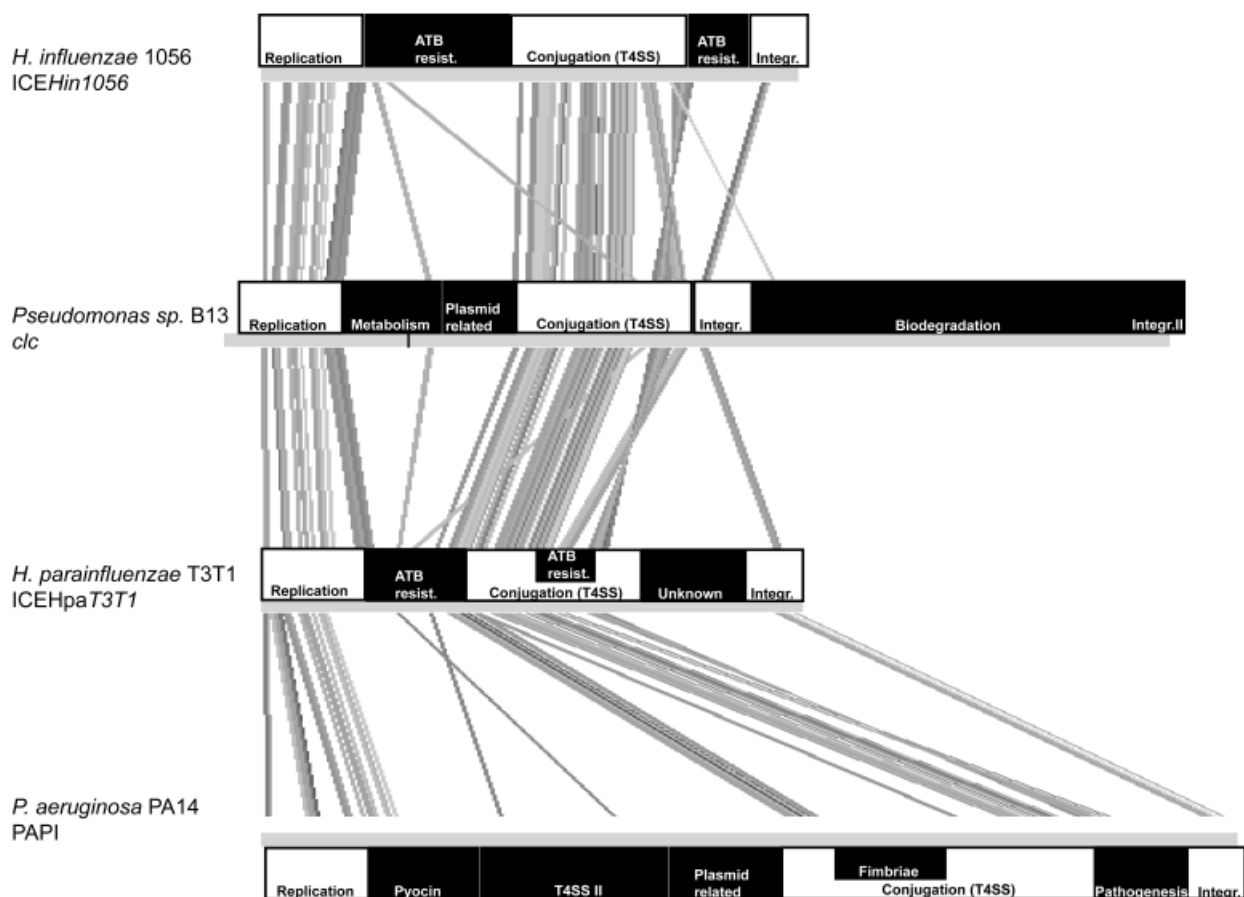 H. influenzae 1056
ICEHin1056
Replication
ATB
resist.
Conjugation (T4SS)
ATB
resist.
Integr.
Pseudomonas sp. B13
clc
Replication
Metabolism
Plasmid
related
Conjugation (T4SS)
Integr.
Biodegradation
Integr.II
H. parainfluenzae T3T1
ICEHpaT3T1
Replication
ATB
resist.
ATB
resist.
Conjugation (T4SS)
Unknown
Integr.
P. aeruginosa PA14
PAPI
Replication
Pyocin
T4SS II
Plasmid
related
Fimbriae
Conjugation (T4SS)
Pathogenesis
Integr.